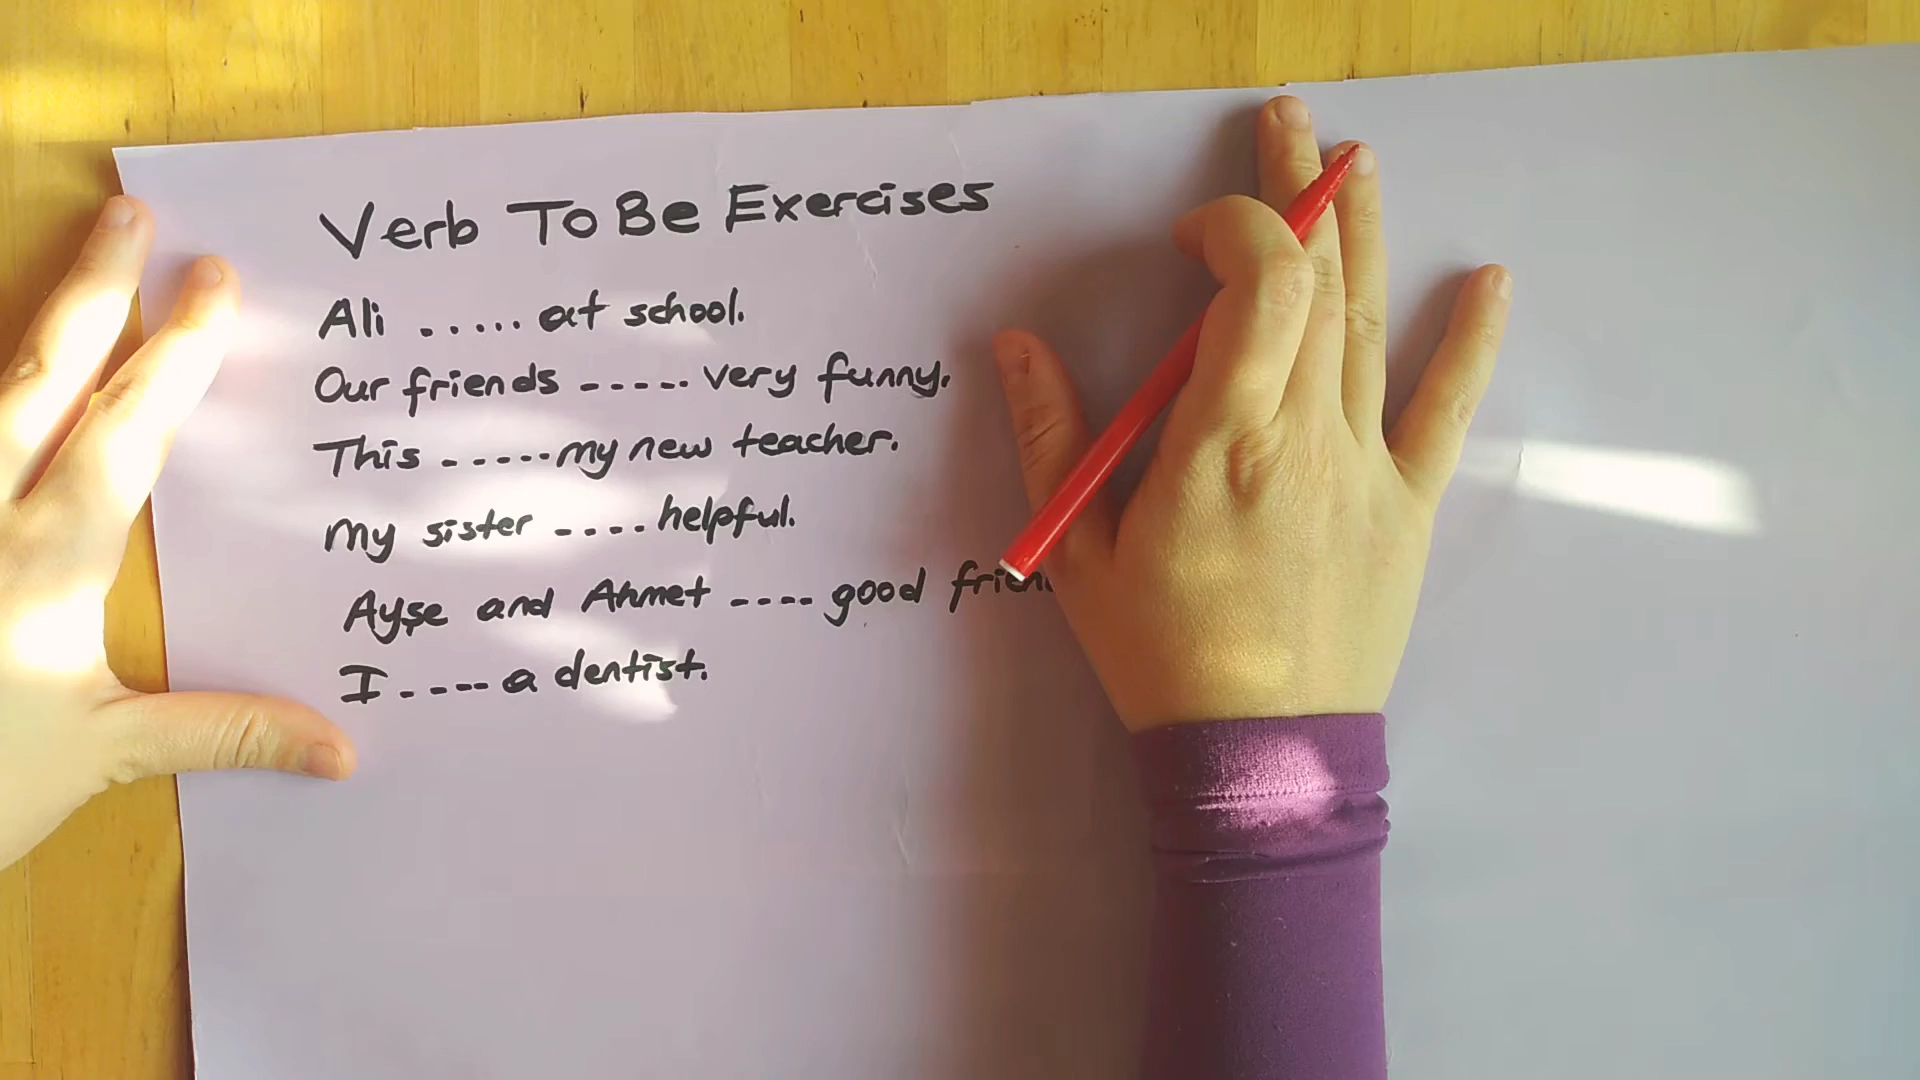 Verb To Be Exercises
Ali ..... at school.
Our friends ----.. very funny.
This ----.. my new teacher.
My sister ---- helpful.
Ayşe and Ahmet ---- good
I ---- a dentist.